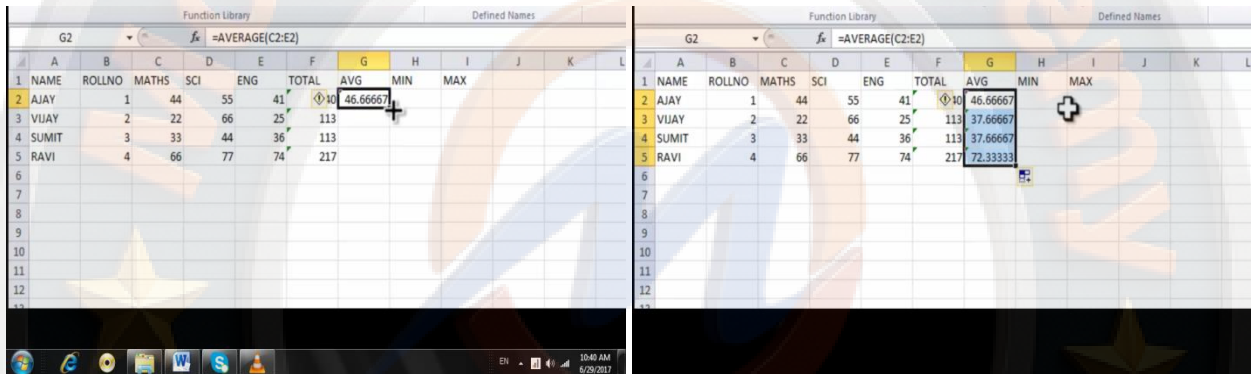 Function Library Defined Names
G2 fx =AVERAGE(C2:E2)
A B C D E F G H I J K L
1 NAME ROLLNO MATHS SCI ENG TOTAL AVG MIN MAX
2 AJAY 1 44 55 41 40 46.66667
3 VIJAY 2 22 66 25 113
4 SUMIT 3 33 44 36 113
5 RAVI 4 66 77 74 217
6
7
8
9
10
11
12
EN 10:40 AM
6/29/2017
Function Library Defined Names
G2 fx =AVERAGE(C2:E2)
A B C D E F G H I J K L
1 NAME ROLLNO MATHS SCI ENG TOTAL AVG MIN MAX
2 AJAY 1 44 55 41 40 46.66667
3 VIJAY 2 22 66 25 113 37.66667
4 SUMIT 3 33 44 36 113 37.66667
5 RAVI 4 66 77 74 217 72.33333
6
7
8
9
10
11
12